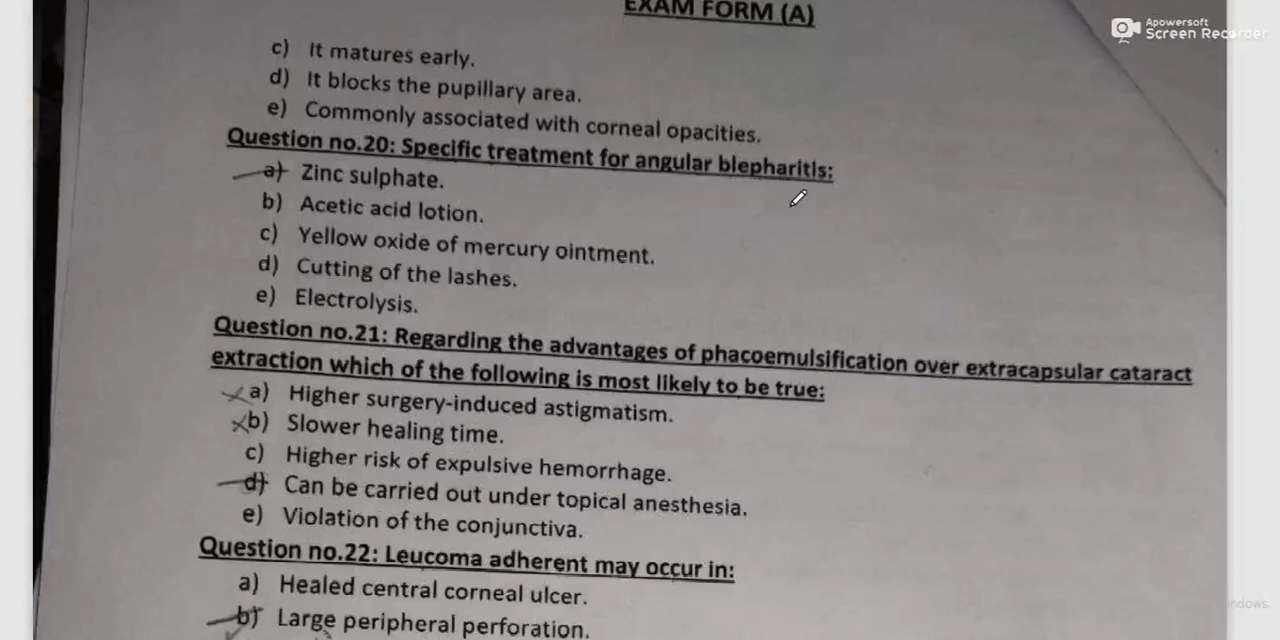 EXAM FORM (A)
Apowersoft
Screen Recorder
c) It matures early.
d) It blocks the pupillary area.
e) Commonly associated with corneal opacities.
Question no.20: Specific treatment for angular blepharitis:
a) Zinc sulphate.
b) Acetic acid lotion.
c) Yellow oxide of mercury ointment.
d) Cutting of the lashes.
e) Electrolysis.
Question no.21: Regarding the advantages of phacoemulsification over extracapsular cataract
extraction which of the following is most likely to be true:
a) Higher surgery-induced astigmatism.
b) Slower healing time.
c) Higher risk of expulsive hemorrhage.
d) Can be carried out under topical anesthesia.
e) Violation of the conjunctiva.
Question no.22: Leucoma adherent may occur in:
a) Healed central corneal ulcer.
b) Large peripheral perforation.
ndows.